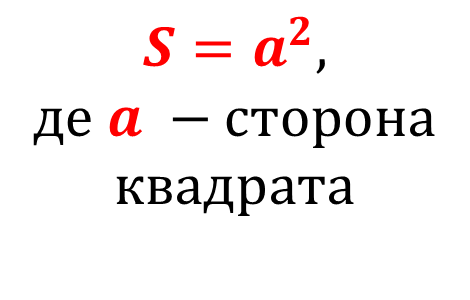 S = a²,
де a – сторона
квадрата